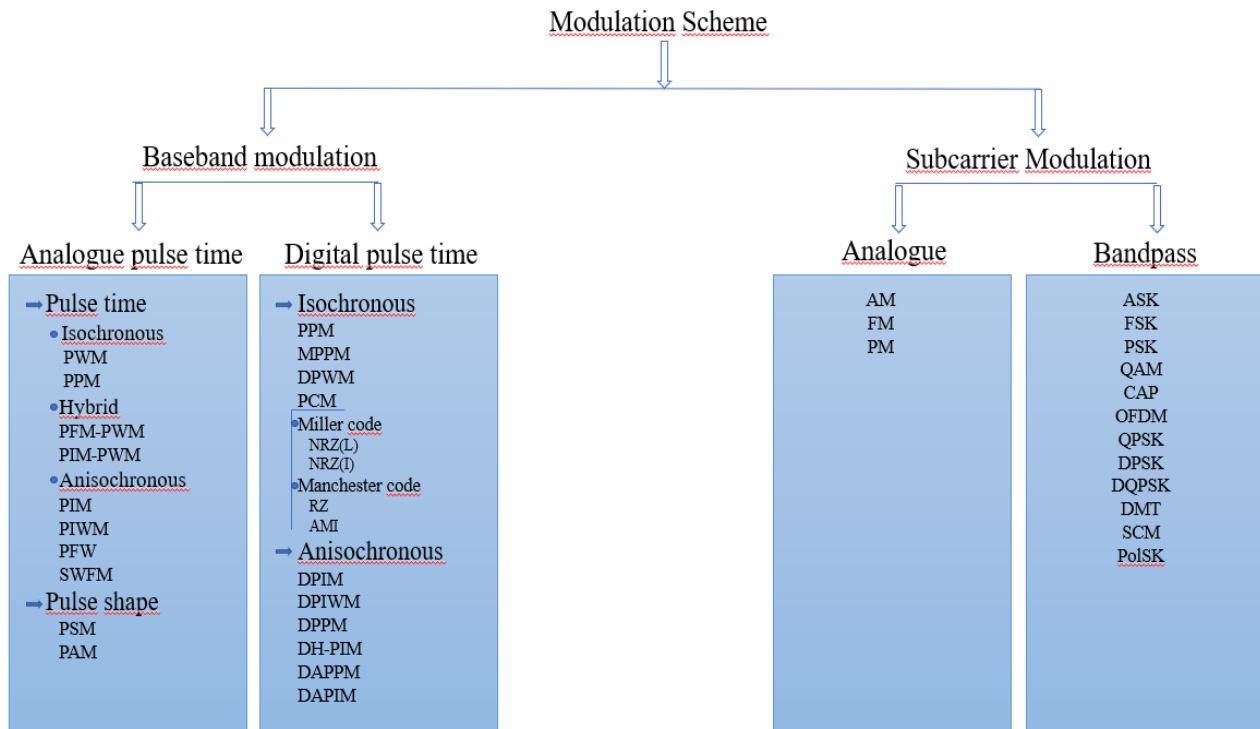 Modulation Scheme
Baseband modulation
Subcarrier Modulation
Analogue pulse time
Pulse time
Isochronous
PWM
PPM
Hybrid
PFM-PWM
PIM-PWM
Anisochronous
PIM
PIWM
PFW
SWFM
Pulse shape
PSM
PAM
Digital pulse time
Isochronous
PPM
MPPM
DPWM
PCM
Miller code
NRZ(L)
NRZ(I)
Manchester code
RZ
AMI
Anisochronous
DPIM
DPIWM
DPPM
DH-PIM
DAPPM
DAPIM
Analogue
AM
FM
PM
Bandpass
ASK
FSK
PSK
QAM
CAP
OFDM
QPSK
DPSK
DQPSK
DMT
SCM
PolSK